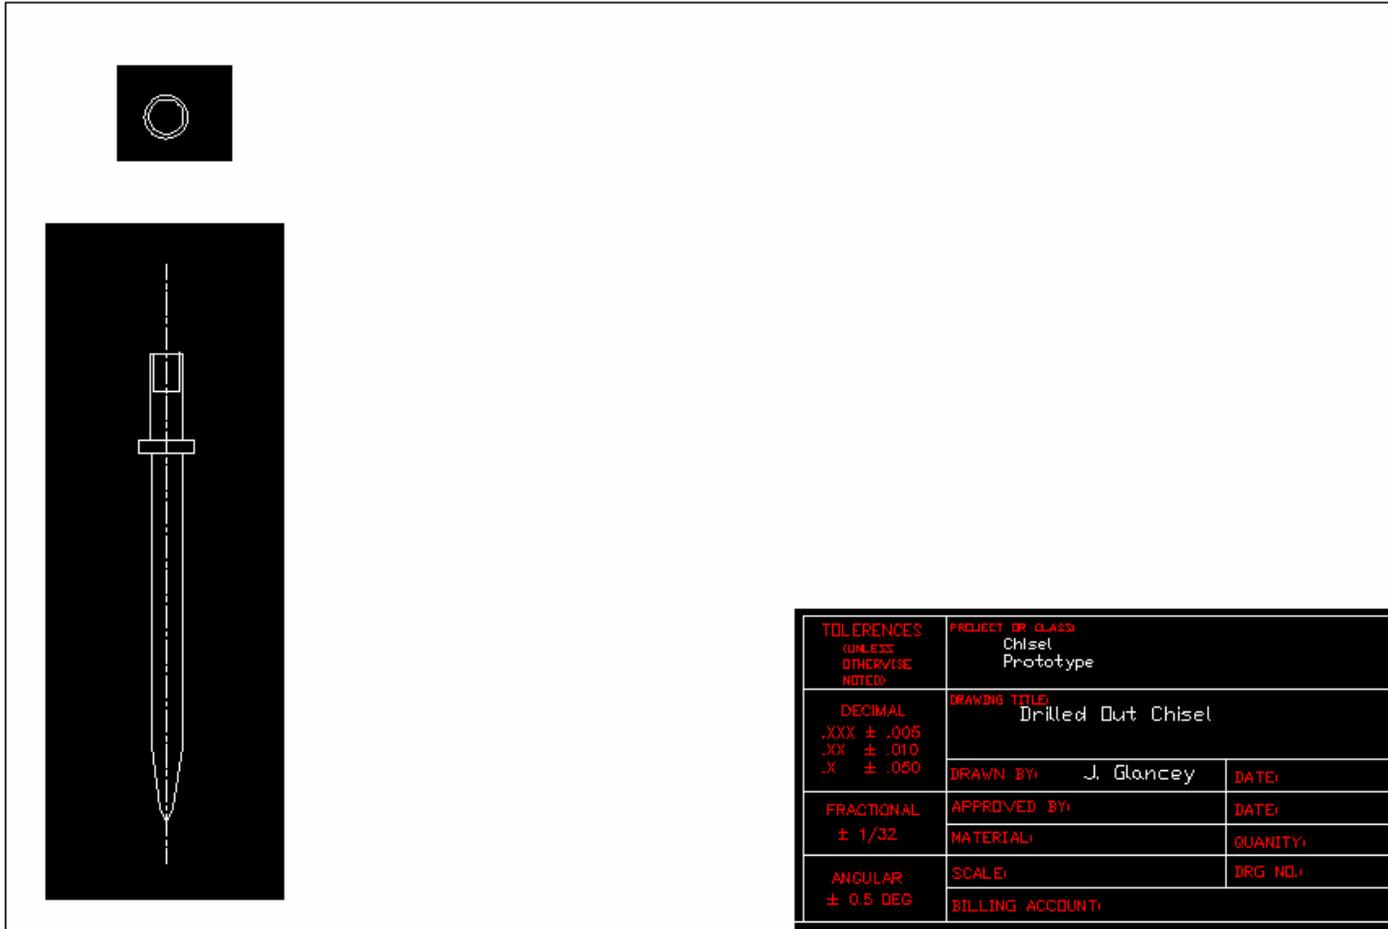 TOLERENCES
(UNLESS
OTHERWISE
NOTED)
DECIMAL
.XXX ± .005
.XX ± .010
.X ± .050
FRACTIONAL
± 1/32
ANGULAR
± 0.5 DEG
PROJECT OR CLASS:
Chisel
Prototype
DRAWING TITLE:
Drilled Out Chisel
DRAWN BY: J. Glancey DATE:
APPROVED BY: DATE:
MATERIAL: QUANITY:
SCALE: DRG NO.:
BILLING ACCOUNT: